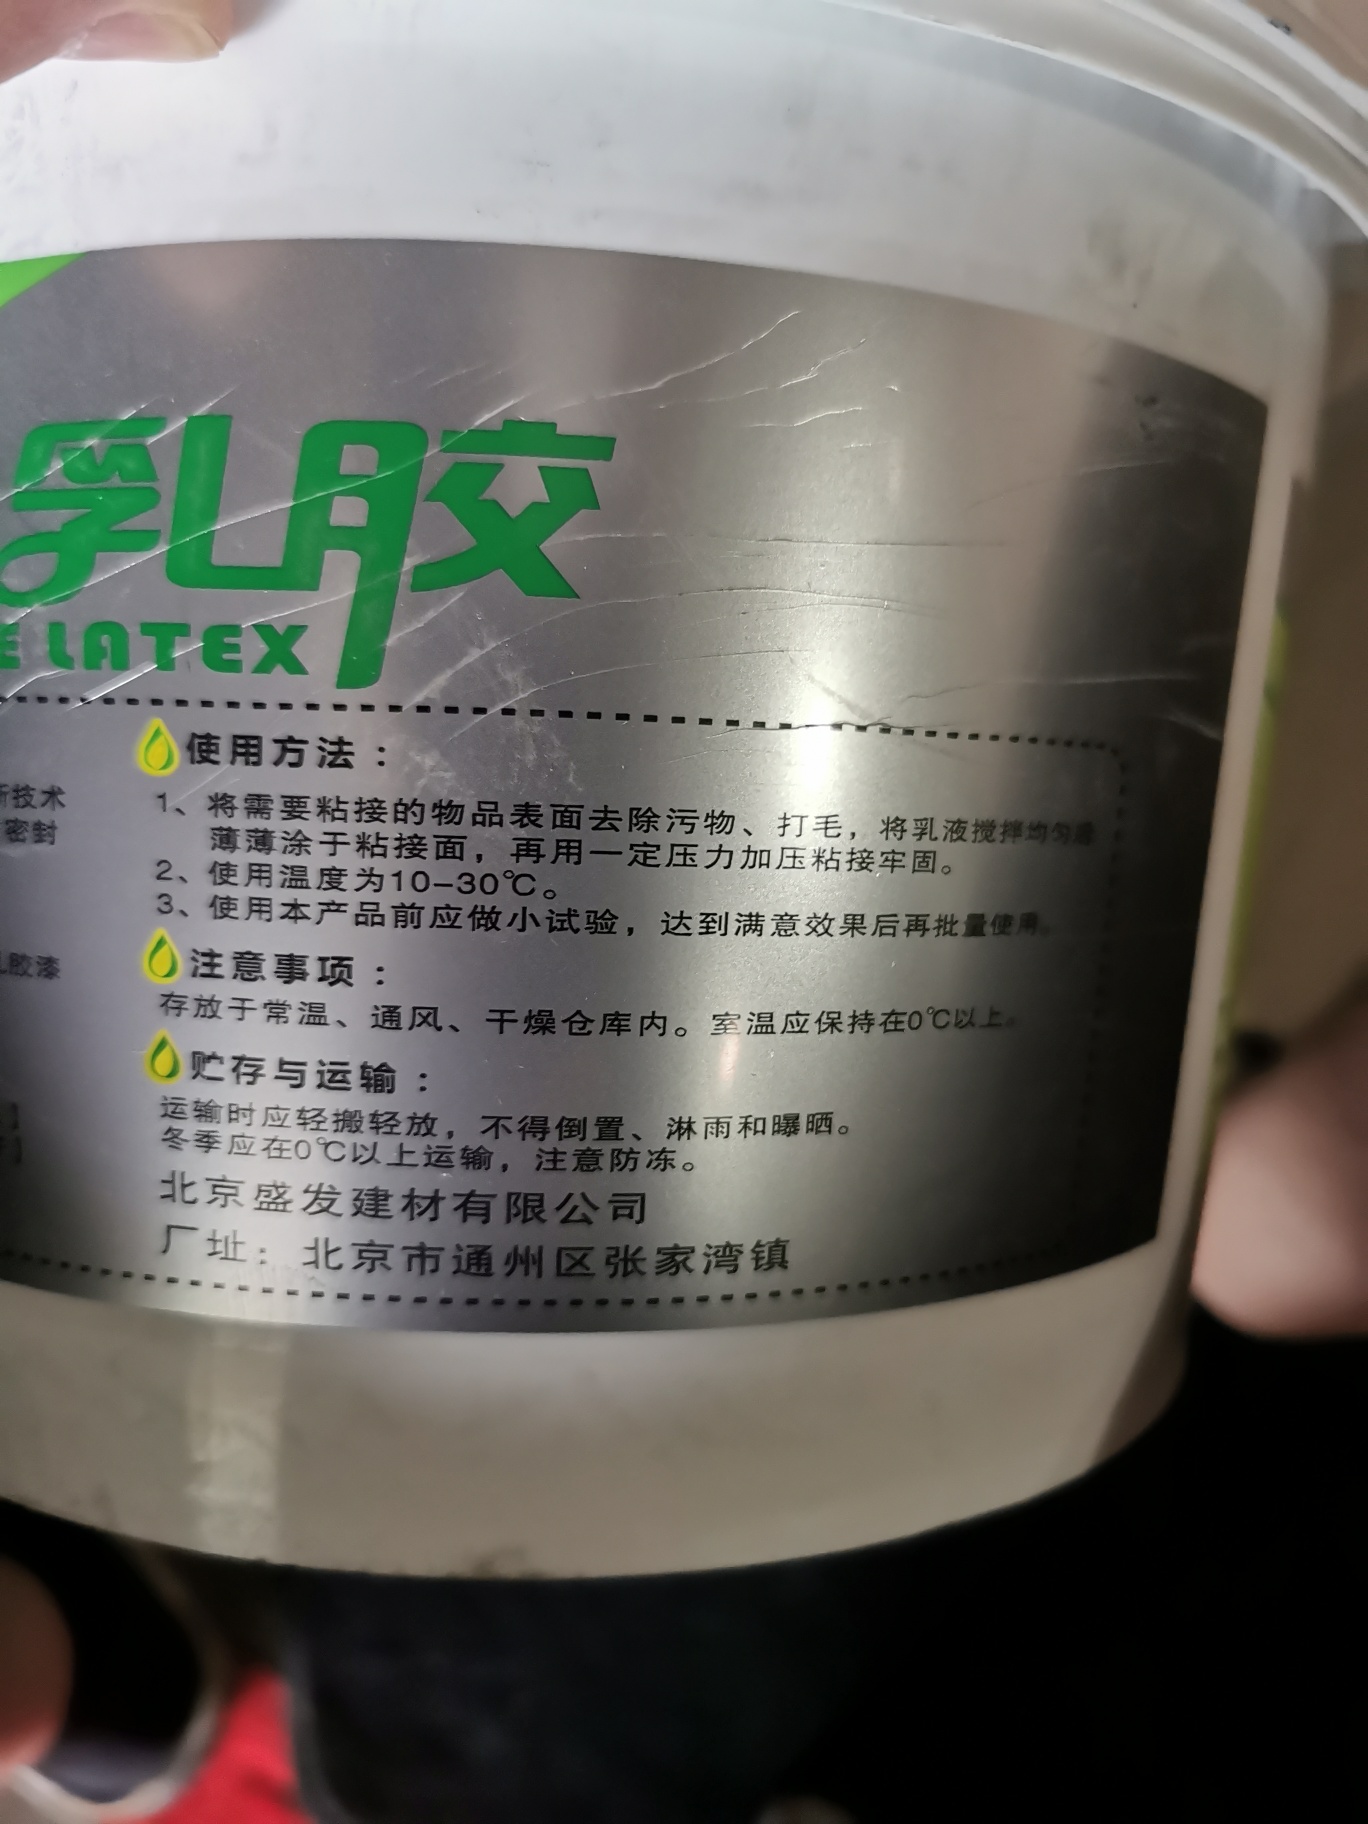 乳胶
E LATEX
新技术
密封
乳胶漆
使用方法：
1、将需要粘接的物品表面去除污物、打毛，将乳液搅拌均匀后
薄薄涂于粘接面，再用一定压力加压粘接牢固。
2、使用温度为10-30℃。
3、使用本产品前应做小试验，达到满意效果后再批量使用。
注意事项：
存放于常温、通风、干燥仓库内。室温应保持在0℃以上。
贮存与运输：
运输时应轻搬轻放，不得倒置、淋雨和曝晒。
冬季应在0℃以上运输，注意防冻。
北京盛发建材有限公司
厂址：北京市通州区张家湾镇